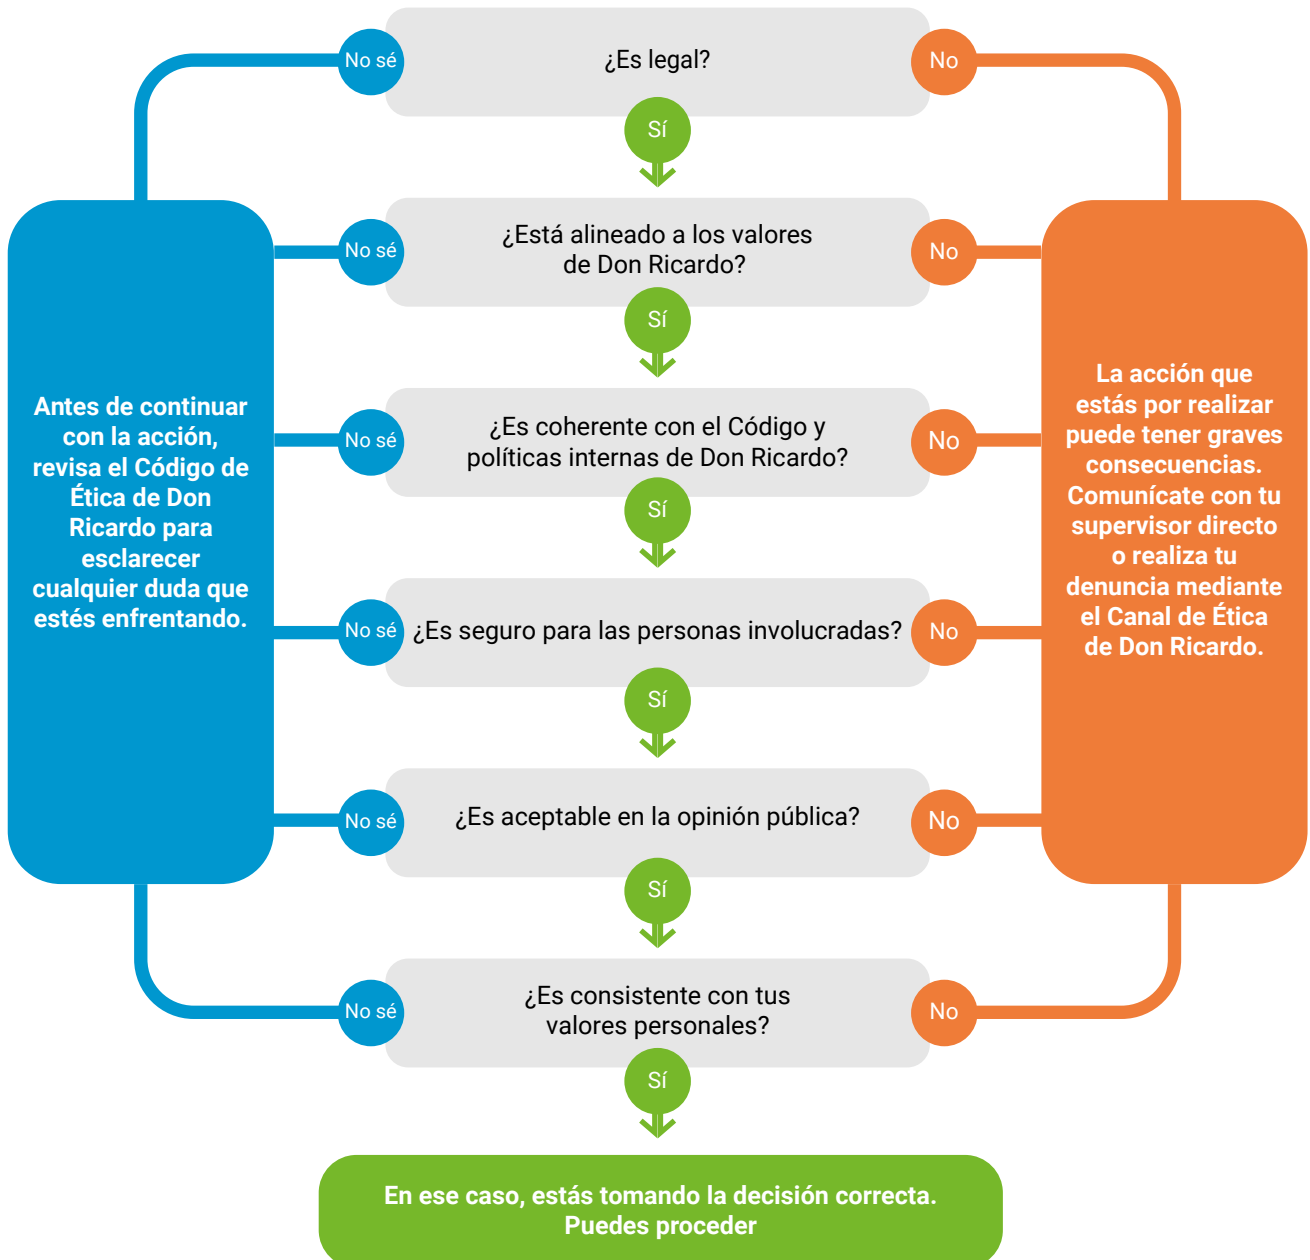 No sé
¿Es legal?
No
Sí
No sé
¿Está alineado a los valores
de Don Ricardo?
No
Sí
No sé
¿Es coherente con el Código y
políticas internas de Don Ricardo?
No
Sí
No sé
¿Es seguro para las personas involucradas?
No
Sí
No sé
¿Es aceptable en la opinión pública?
No
Sí
No sé
¿Es consistente con tus
valores personales?
No
Sí
Antes de continuar
con la acción,
revisa el Código de
Ética de Don
Ricardo para
esclarecer
cualquier duda que
estés enfrentando.
La acción que
estás por realizar
puede tener graves
consecuencias.
Comunícate con tu
supervisor directo
o realiza tu
denuncia mediante
el Canal de Ética
de Don Ricardo.
En ese caso, estás tomando la decisión correcta.
Puedes proceder